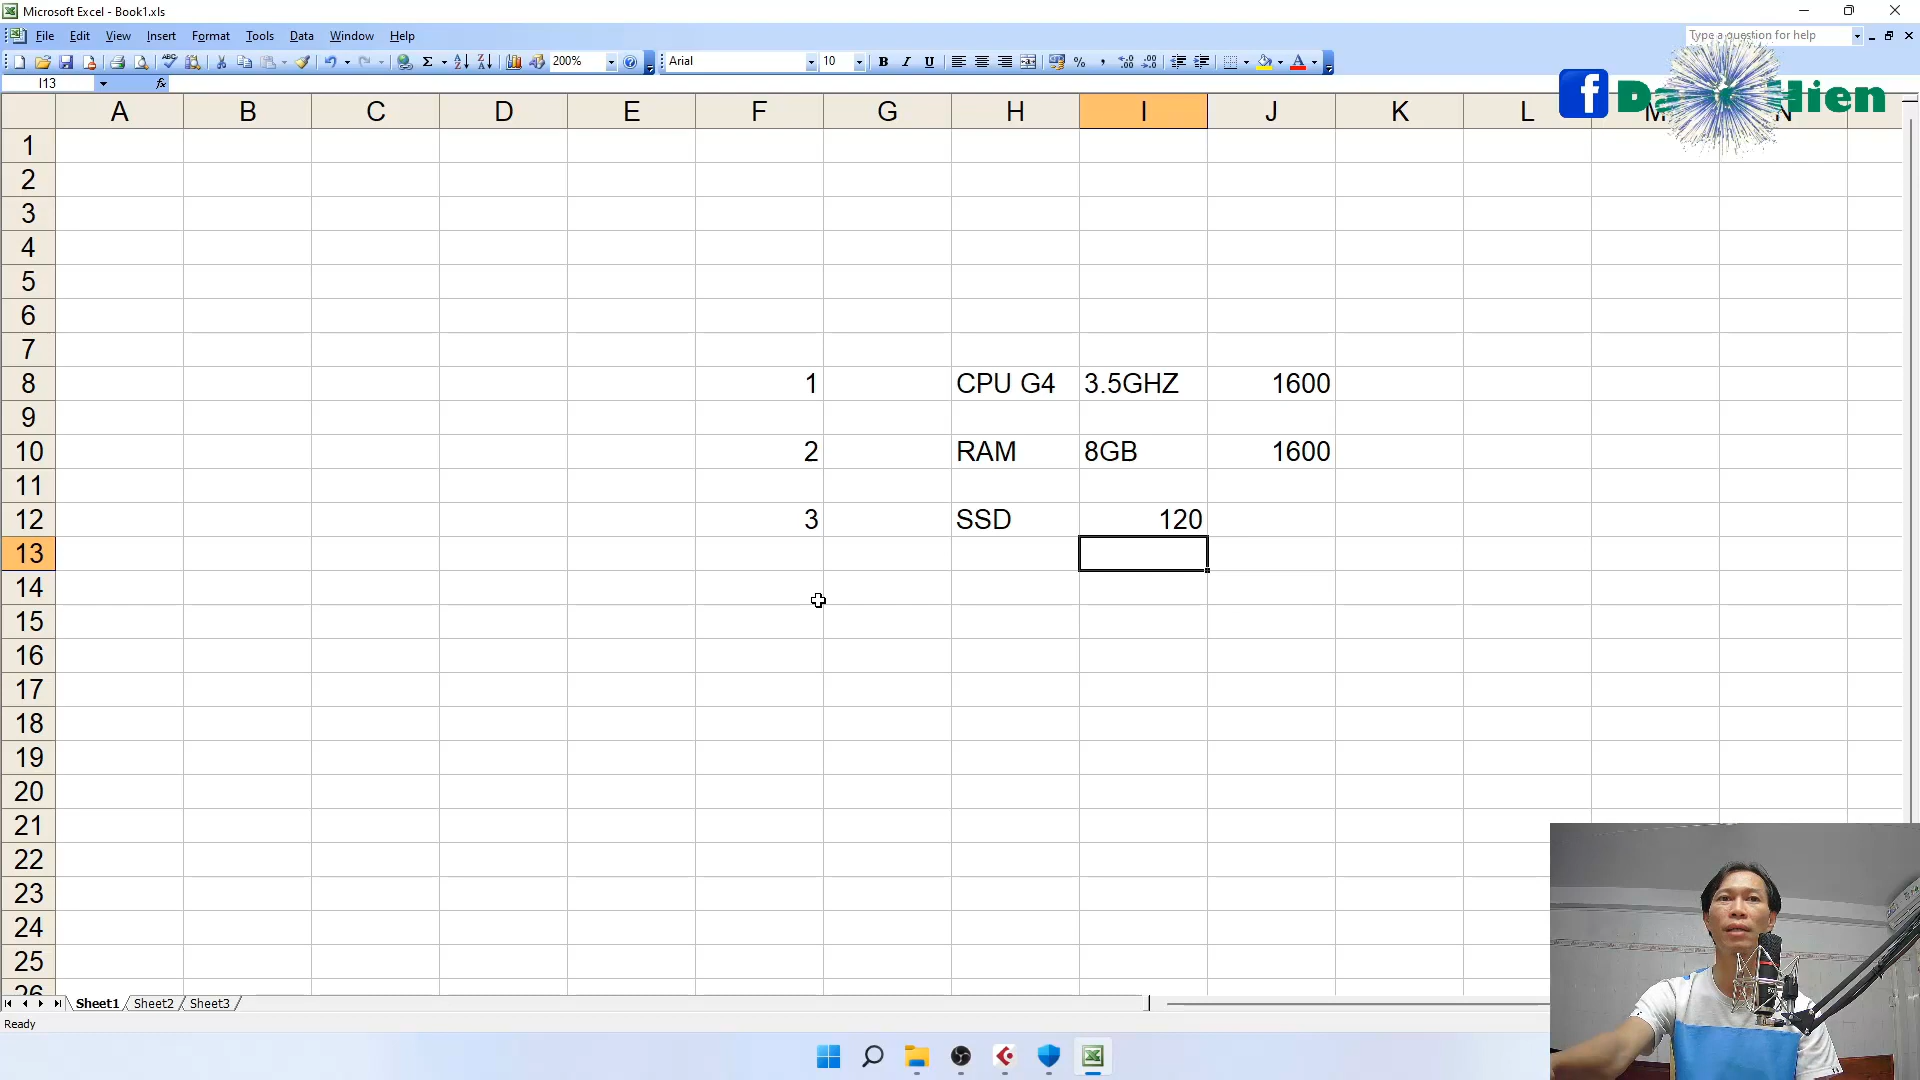 Microsoft Excel - Book1.xls
File Edit View Insert Format Tools Data Window Help
Type a question for help
200% Arial 10
I13 fx
f Hien
A B C D E F G H I J K L M N
1
2
3
4
5
6
7
8 1 CPU G4 3.5GHZ 1600
9
10 2 RAM 8GB 1600
11
12 3 SSD 120
13
14
15
16
17
18
19
20
21
22
23
24
25
26
Sheet1 Sheet2 Sheet3
Ready